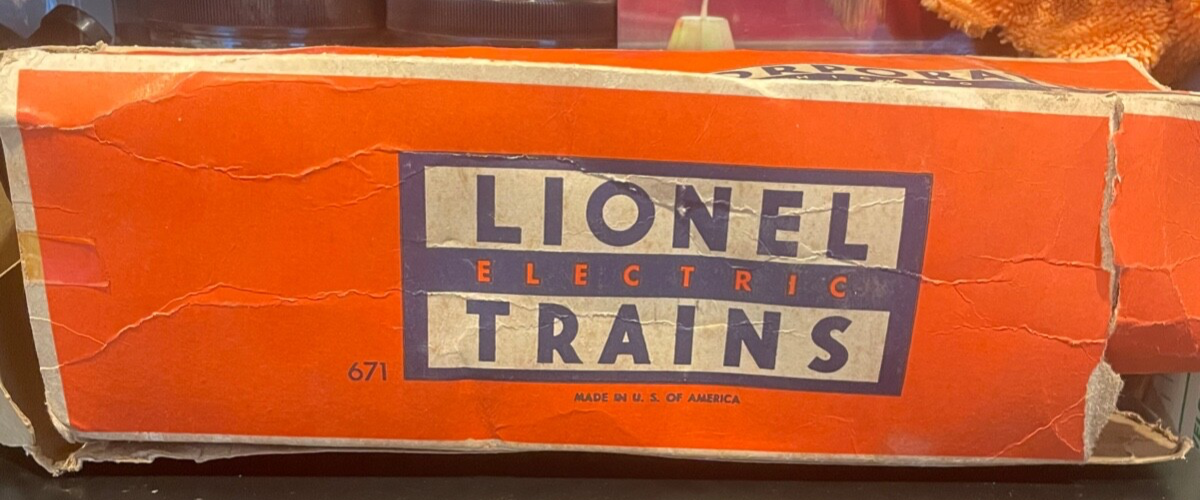 LIONEL
ELECTRIC
TRAINS
671
MADE IN U. S. OF AMERICA